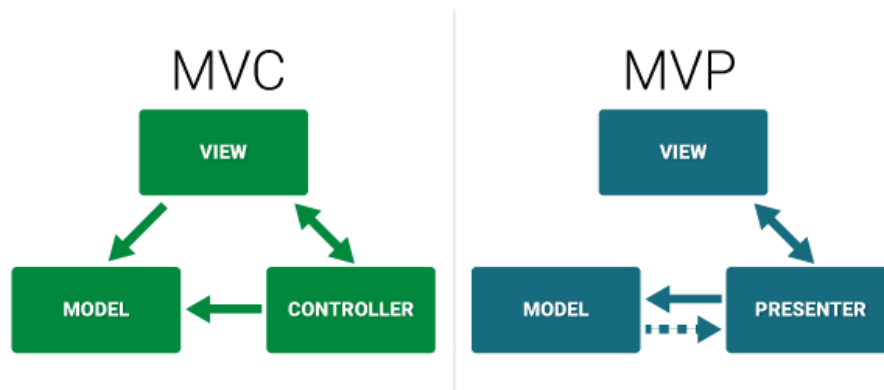 MVC
VIEW
MODEL
CONTROLLER
MVP
VIEW
MODEL
PRESENTER